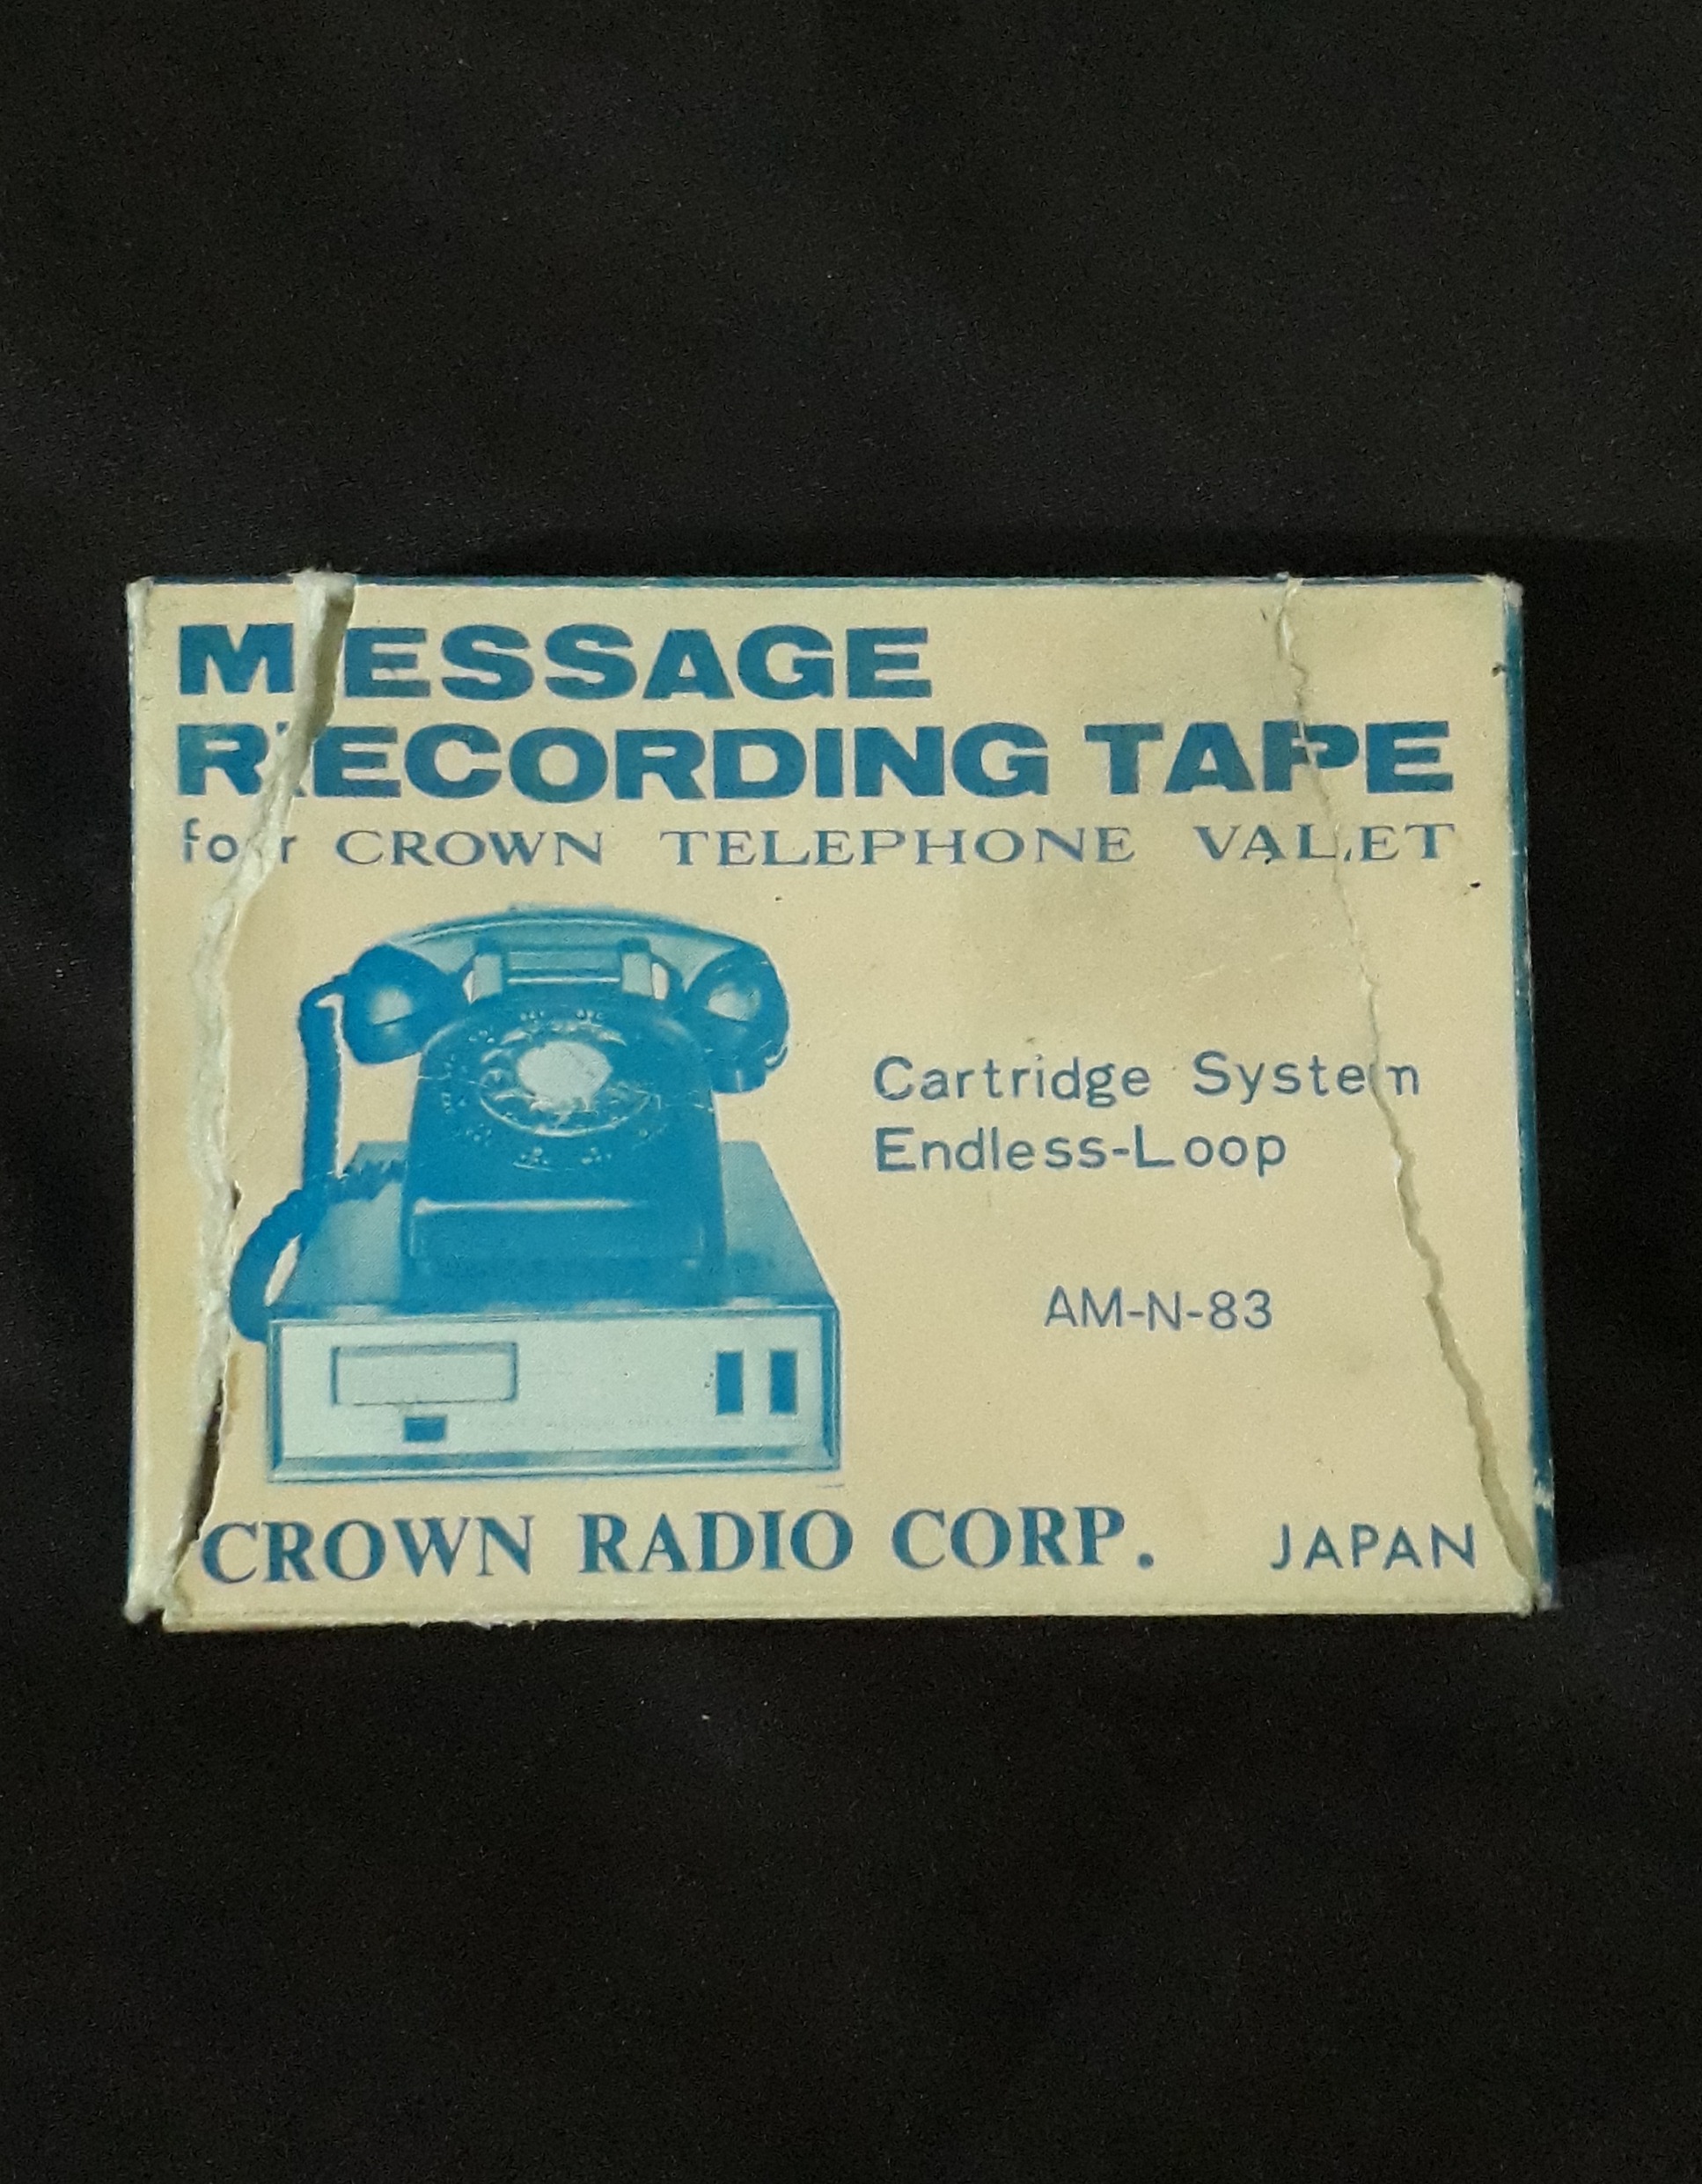 MESSAGE
RECORDING TAPE
for CROWN TELEPHONE VALET
Cartridge System
Endless-Loop
AM-N-83
CROWN RADIO CORP. JAPAN